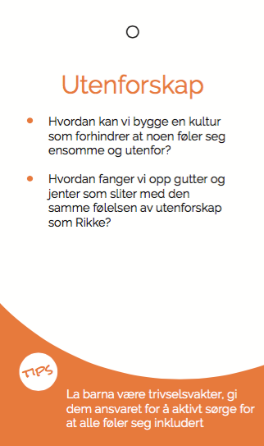 Utenforskap
• Hvordan kan vi bygge en kultur
som forhindrer at noen føler seg
ensomme og utenfor?
• Hvordan fanger vi opp gutter og
jenter som sliter med den
samme følelsen av utenforskap
som Rikke?
TIPS
La barna være trivselsvakter, gi
dem ansvaret for å aktivt sørge for
at alle føler seg inkludert